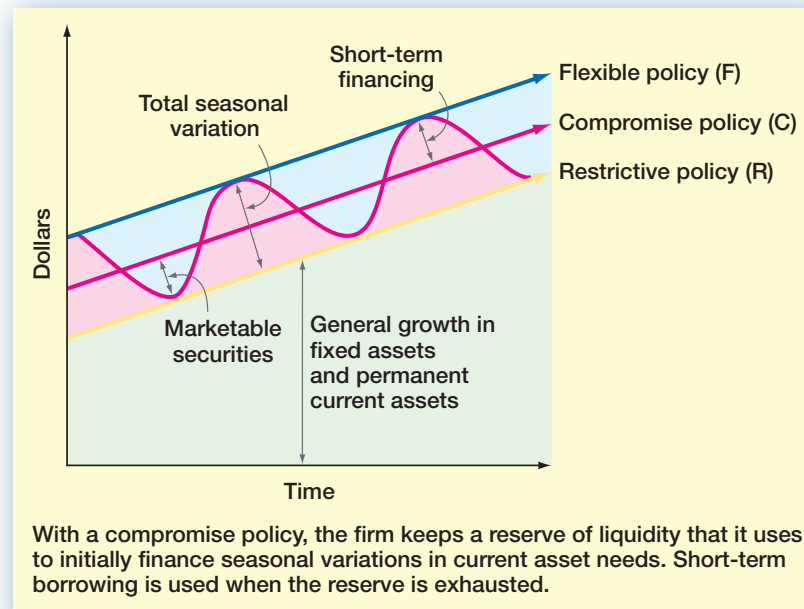 Short-term
financing
Total seasonal
variation
Flexible policy (F)
Compromise policy (C)
Restrictive policy (R)
Dollars
Marketable
securities
General growth in
fixed assets
and permanent
current assets
Time
With a compromise policy, the firm keeps a reserve of liquidity that it uses
to initially finance seasonal variations in current asset needs. Short-term
borrowing is used when the reserve is exhausted.